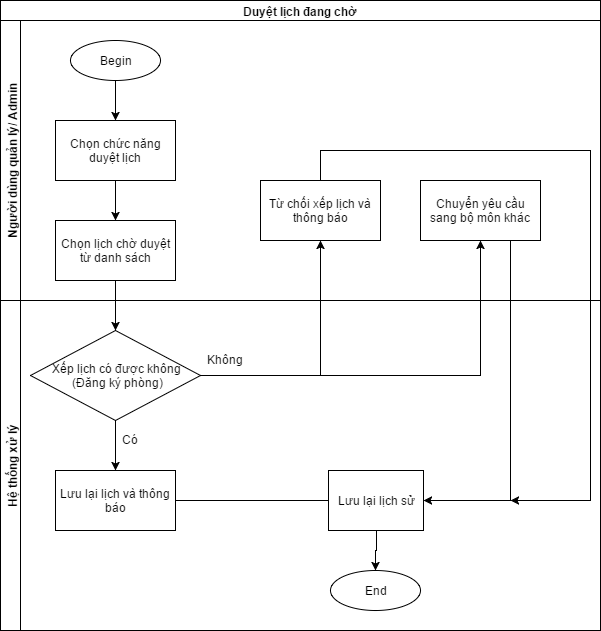 Duyệt lịch đang chờ
Người dùng quản lý/ Admin
Begin
Chọn chức năng
duyệt lịch
Từ chối xếp lịch và
thông báo
Chuyển yêu cầu
sang bộ môn khác
Chọn lịch chờ duyệt
từ danh sách
Hệ thống xử lý
Xếp lịch có được không
(Đăng ký phòng)
Không
Có
Lưu lại lịch và thông
báo
Lưu lại lịch sử
End